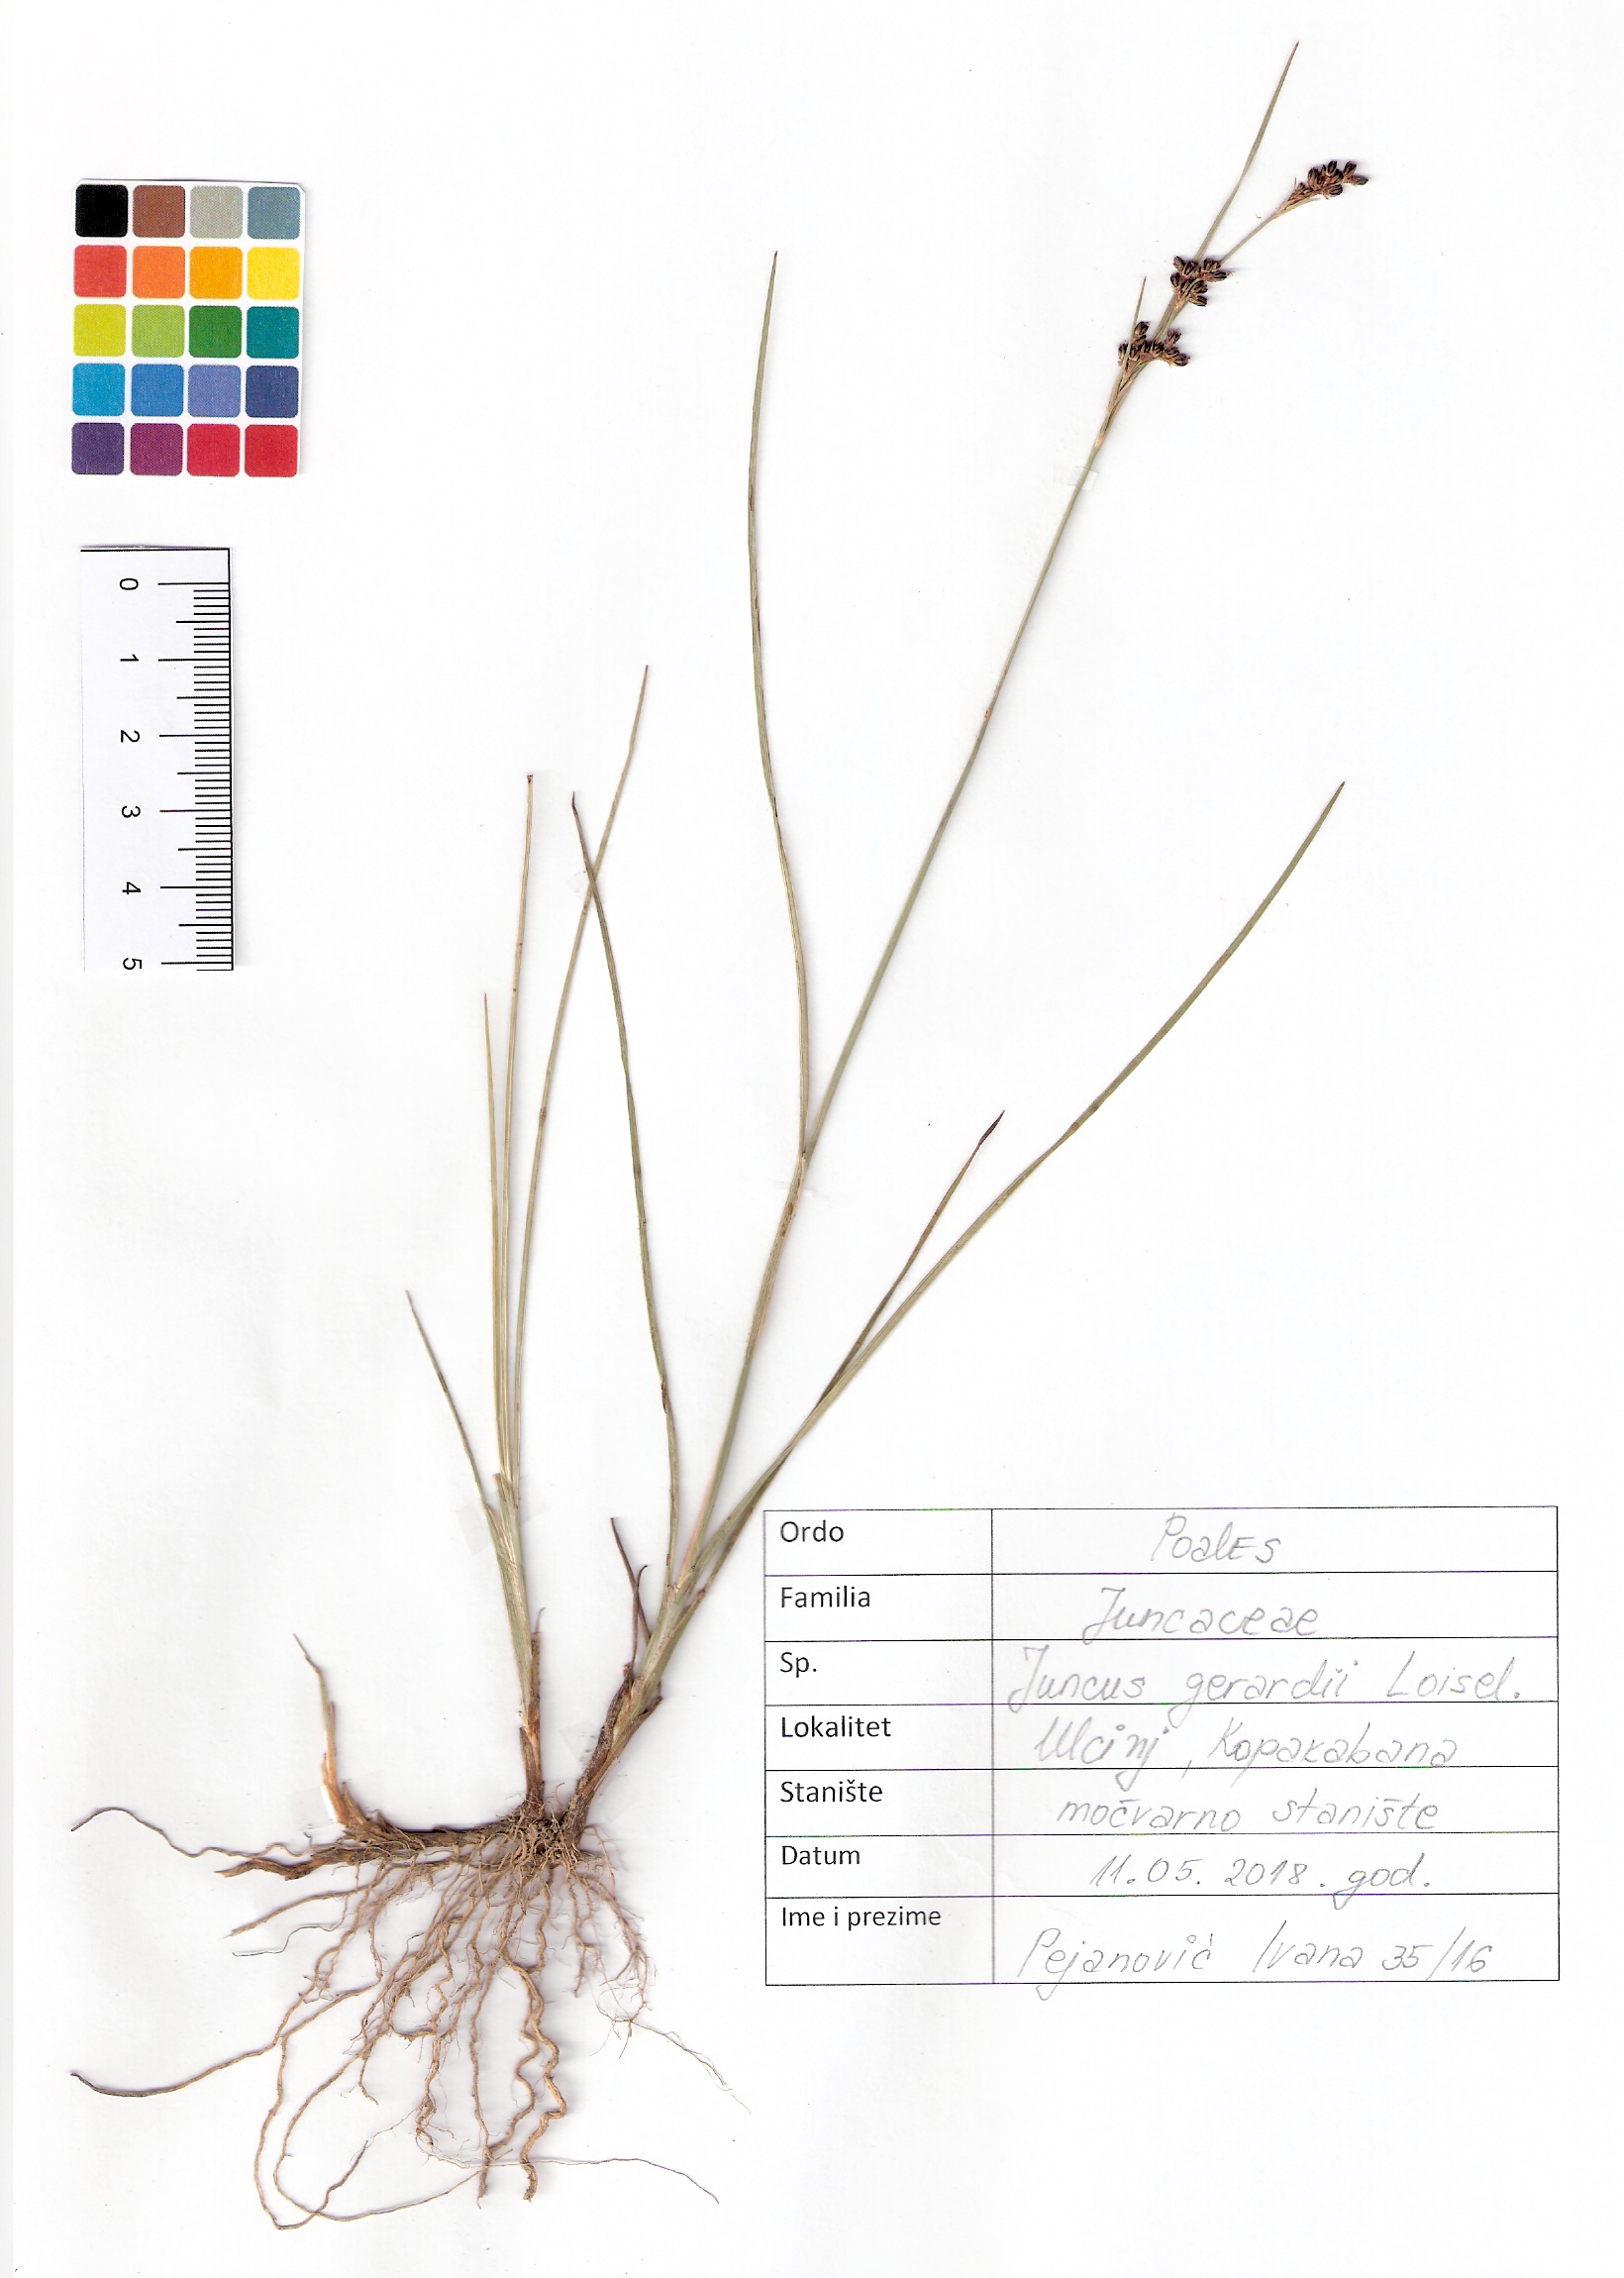 0
1
2
3
4
5
Ordo Poales
Familia Juncaceae
Sp. Juncus gerardii Loisel.
Lokalitet Ulcinj, Kopakabana
Stanište močvarno stanište
Datum 11.05.2018. god.
Ime i prezime Pejanović Ivana 35/16